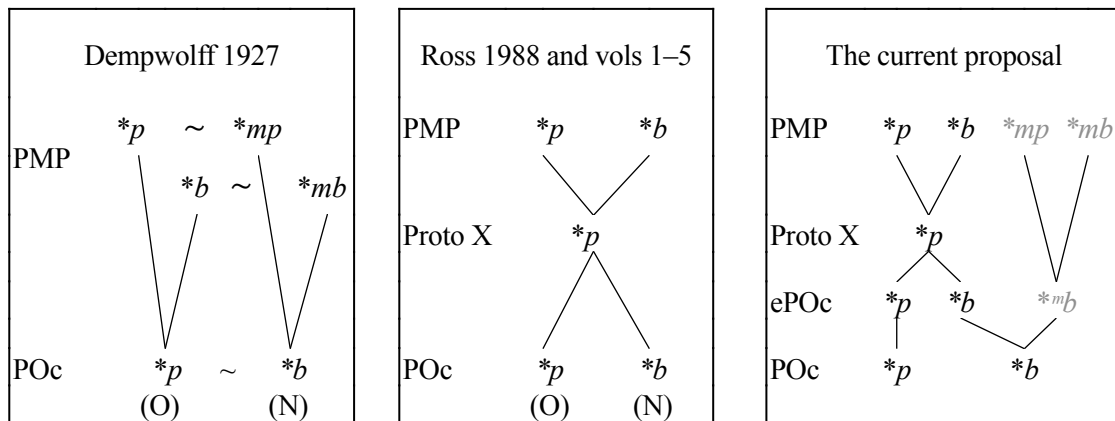 Dempwolff 1927
*p ~ *mp
PMP
*b ~ *mb
POc *p ~ *b
(O) (N)
Ross 1988 and vols 1–5
PMP *p *b
Proto X *p
POc *p *b
(O) (N)
The current proposal
PMP *p *b *mp *mb
Proto X *p
ePOc *p *b *ᵐb
POc *p *b